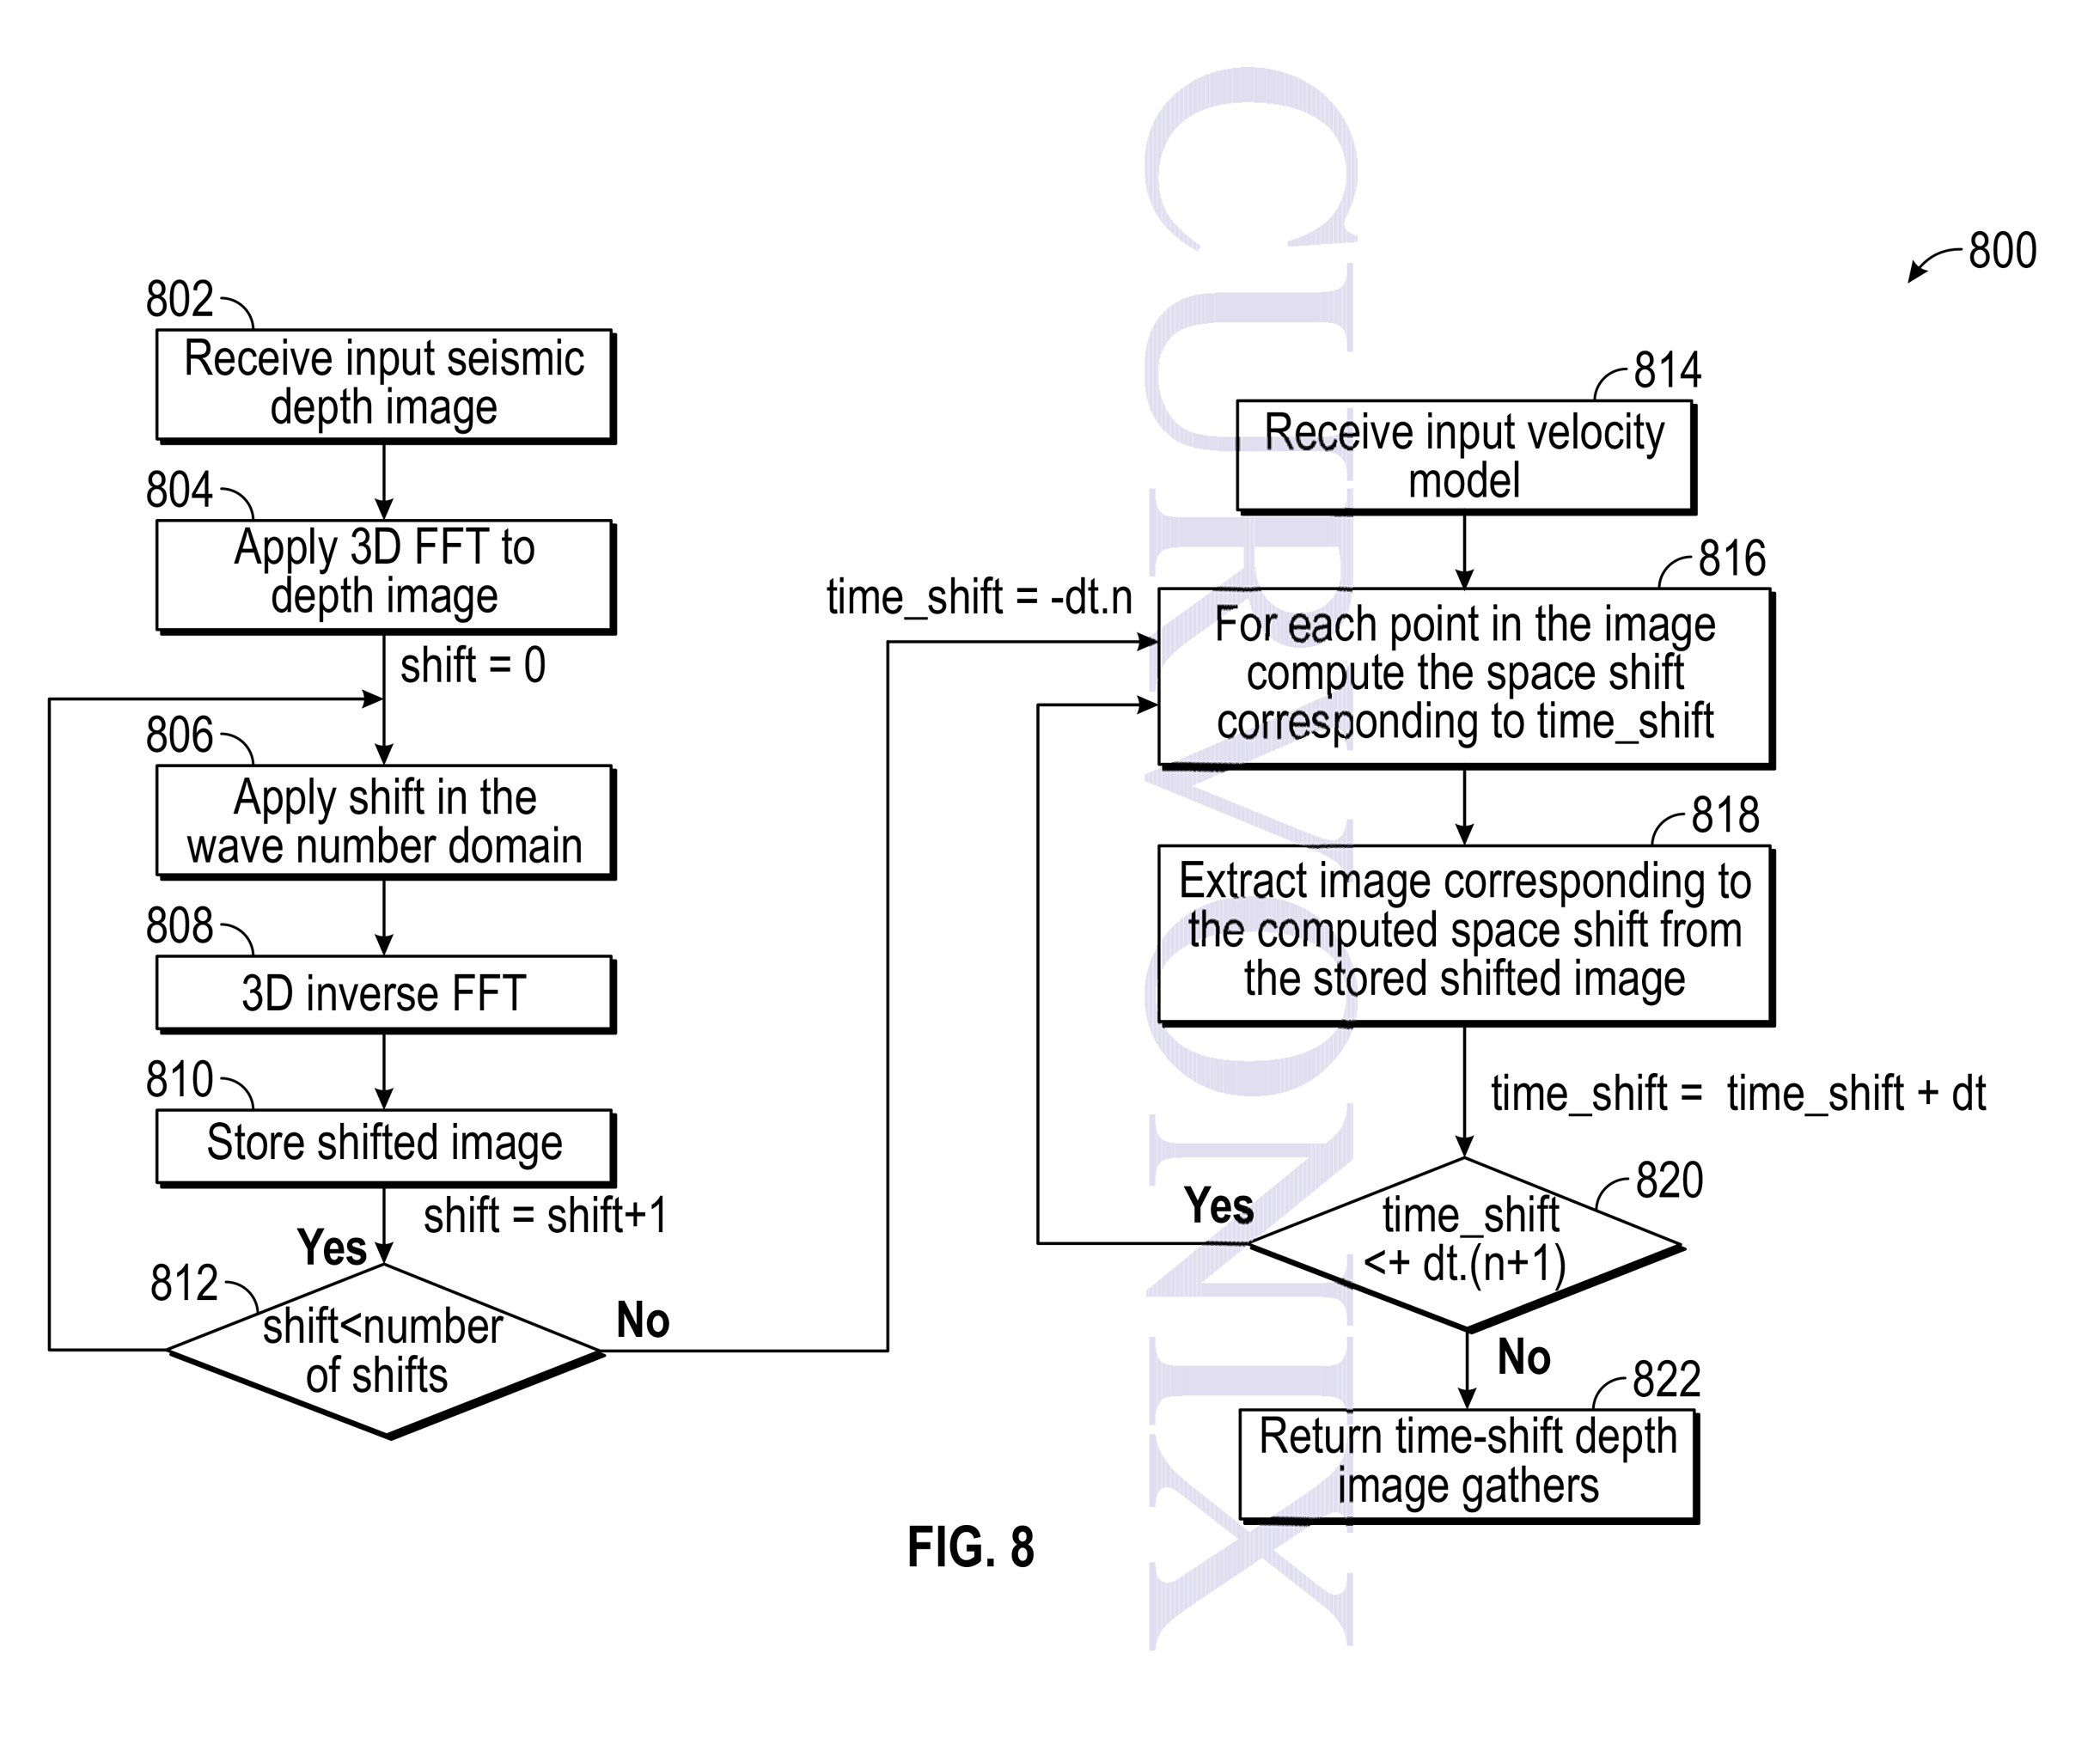 800
802
Receive input seismic
depth image
804
Apply 3D FFT to
depth image
shift = 0
806
Apply shift in the
wave number domain
808
3D inverse FFT
810
Store shifted image
shift = shift+1
Yes
812
shift<number
of shifts
No
time_shift = -dt.n
814
Receive input velocity
model
816
For each point in the image
compute the space shift
corresponding to time_shift
818
Extract image corresponding to
the computed space shift from
the stored shifted image
time_shift = time_shift + dt
820
Yes
time_shift
<+ dt.(n+1)
No
822
Return time-shift depth
image gathers
FIG. 8
CURVONIX